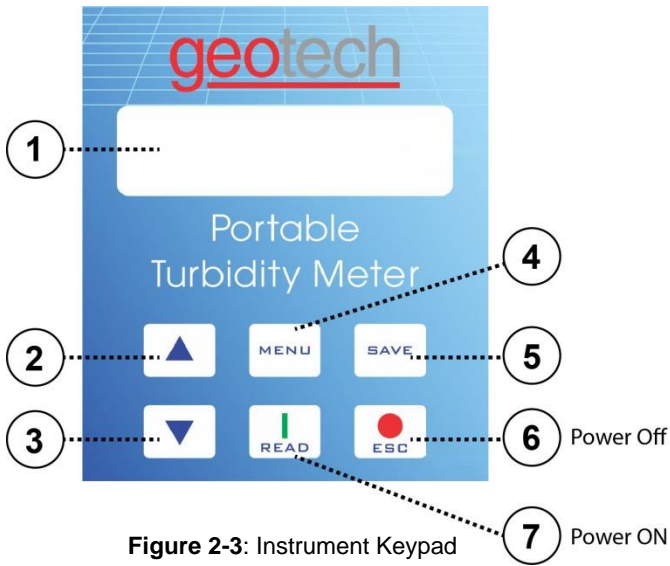 geotech
1
Portable
Turbidity Meter
4
2
MENU
SAVE
5
3
READ
ESC
6
Power Off
7
Power ON
Figure 2-3: Instrument Keypad